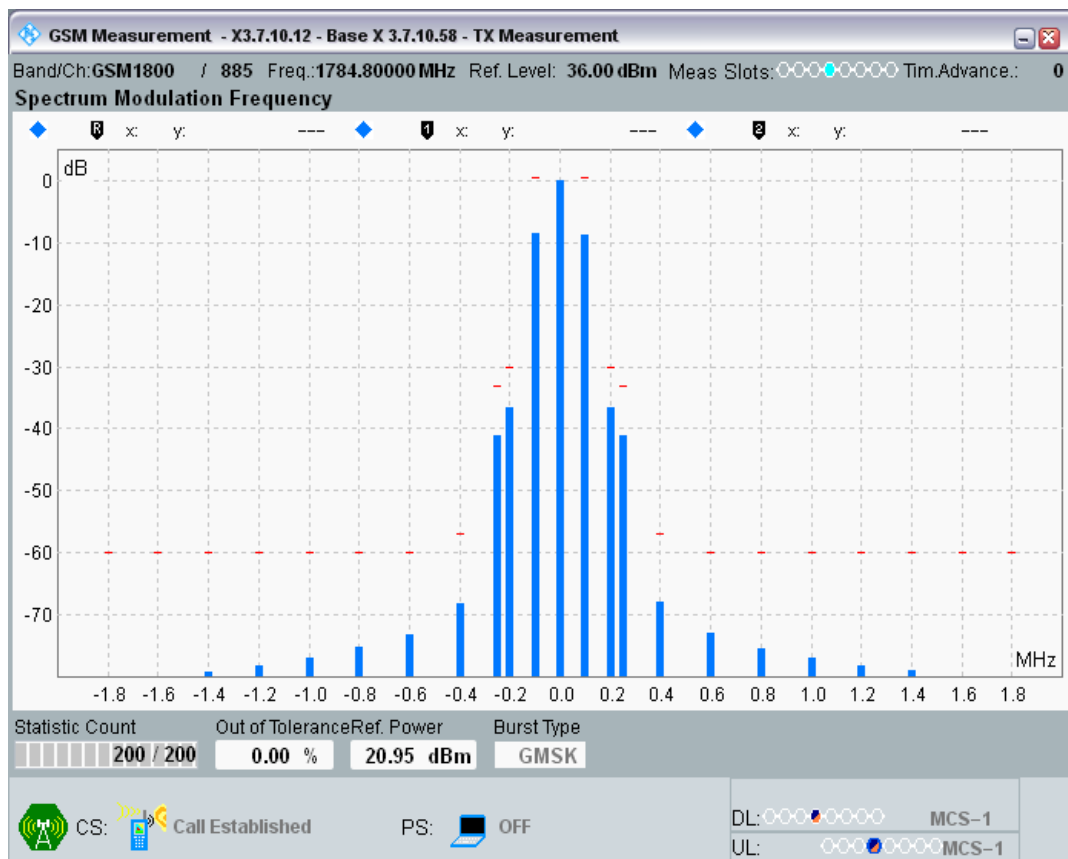 GSM Measurement - X3.7.10.12 - Base X 3.7.10.58 - TX Measurement
Band/Ch:GSM1800 / 885 Freq.:1784.80000 MHz Ref. Level: 36.00 dBm Meas Slots: Tim.Advance.: 0
Spectrum Modulation Frequency
R x: y: --- 1 x: y: --- 2 x: y: ---
dB
0
-10
-20
-30
-40
-50
-60
-70
MHz
-1.8 -1.6 -1.4 -1.2 -1.0 -0.8 -0.6 -0.4 -0.2 0.0 0.2 0.4 0.6 0.8 1.0 1.2 1.4 1.6 1.8
Statistic Count Out of Tolerance Ref. Power Burst Type
200 / 200 0.00 % 20.95 dBm GMSK
CS: Call Established PS: OFF
DL: MCS-1
UL: MCS-1